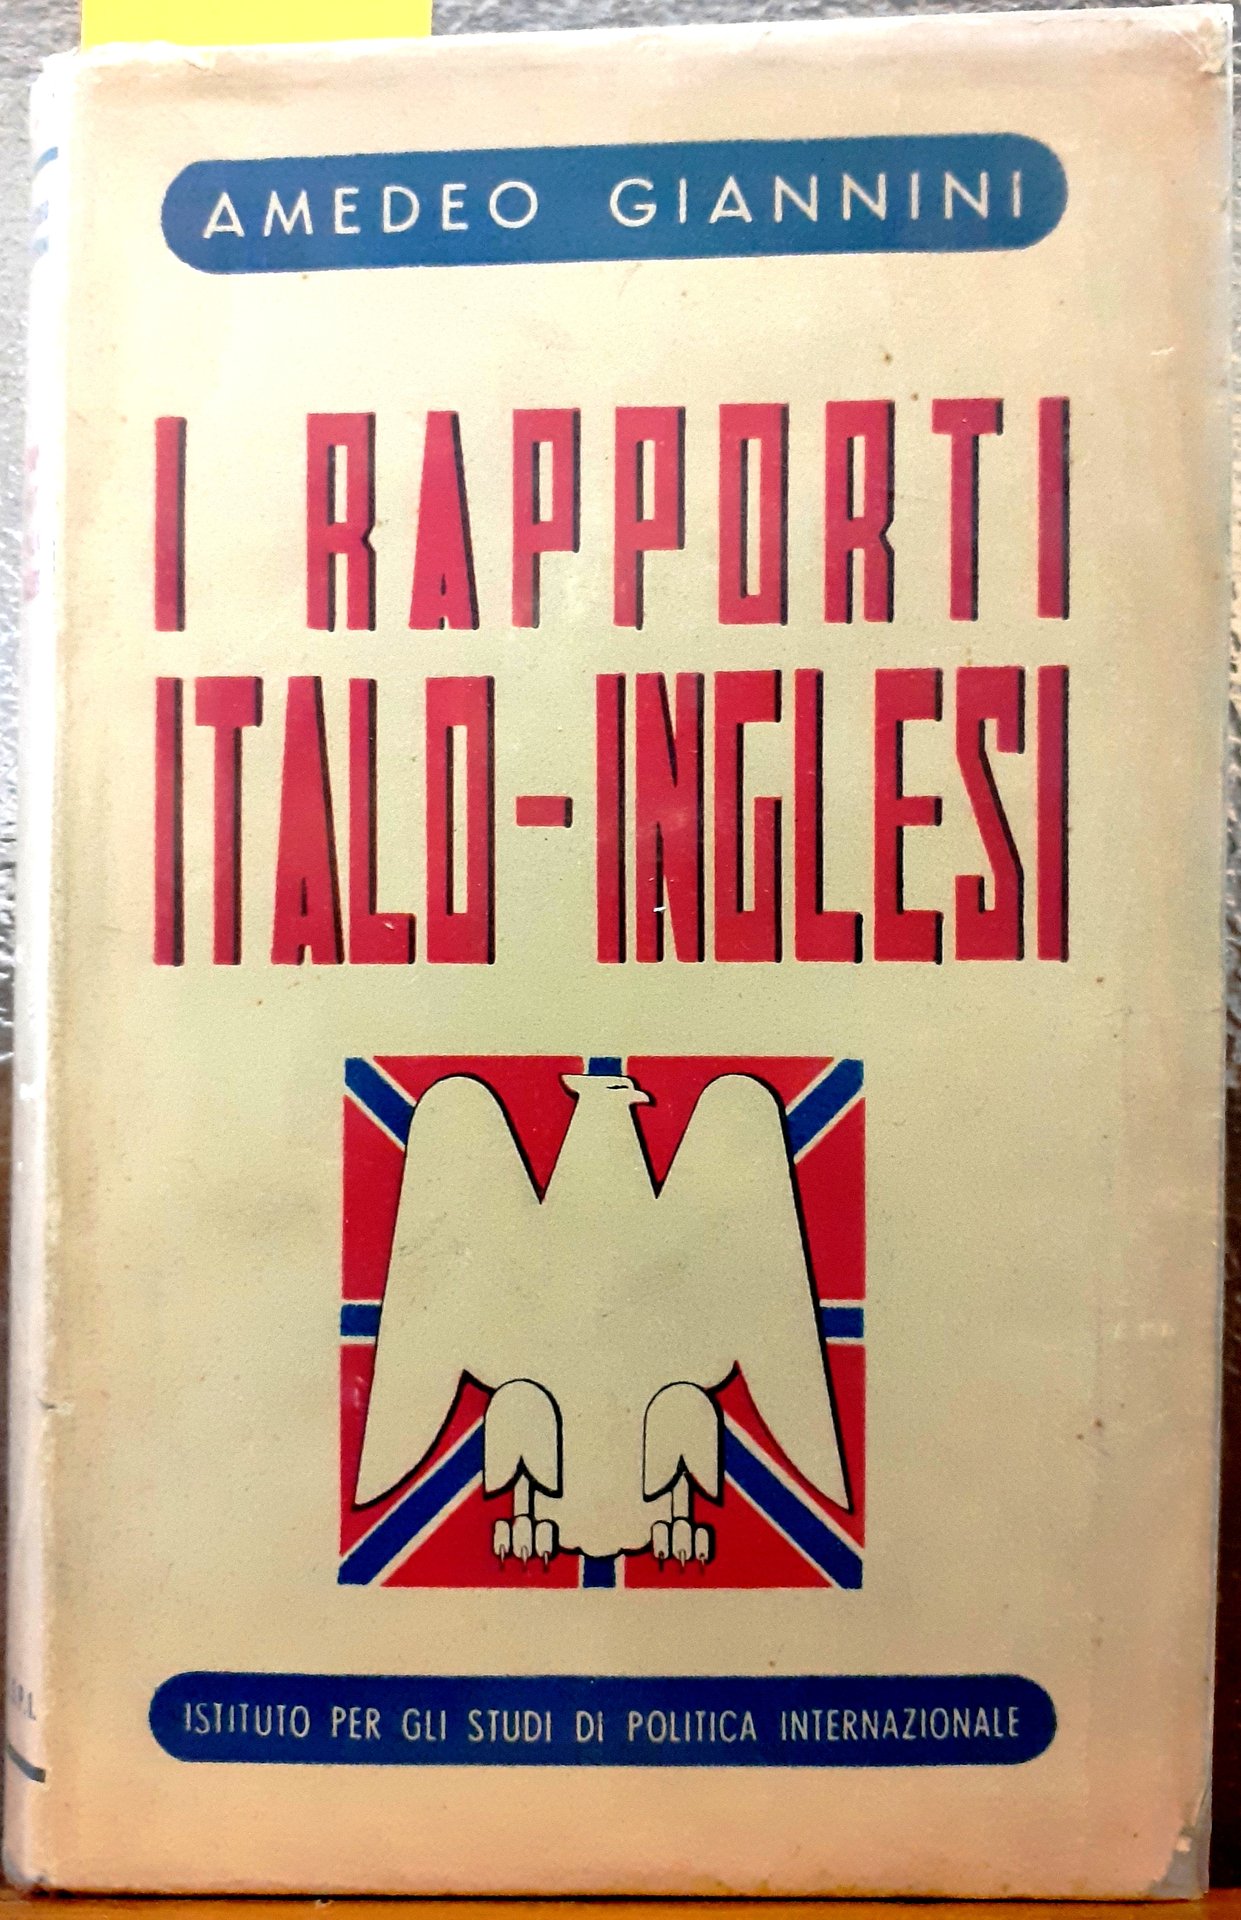 AMEDEO GIANNINI
I RAPPORTI
ITALO-INGLESI
ISTITUTO PER GLI STUDI DI POLITICA INTERNAZIONALE